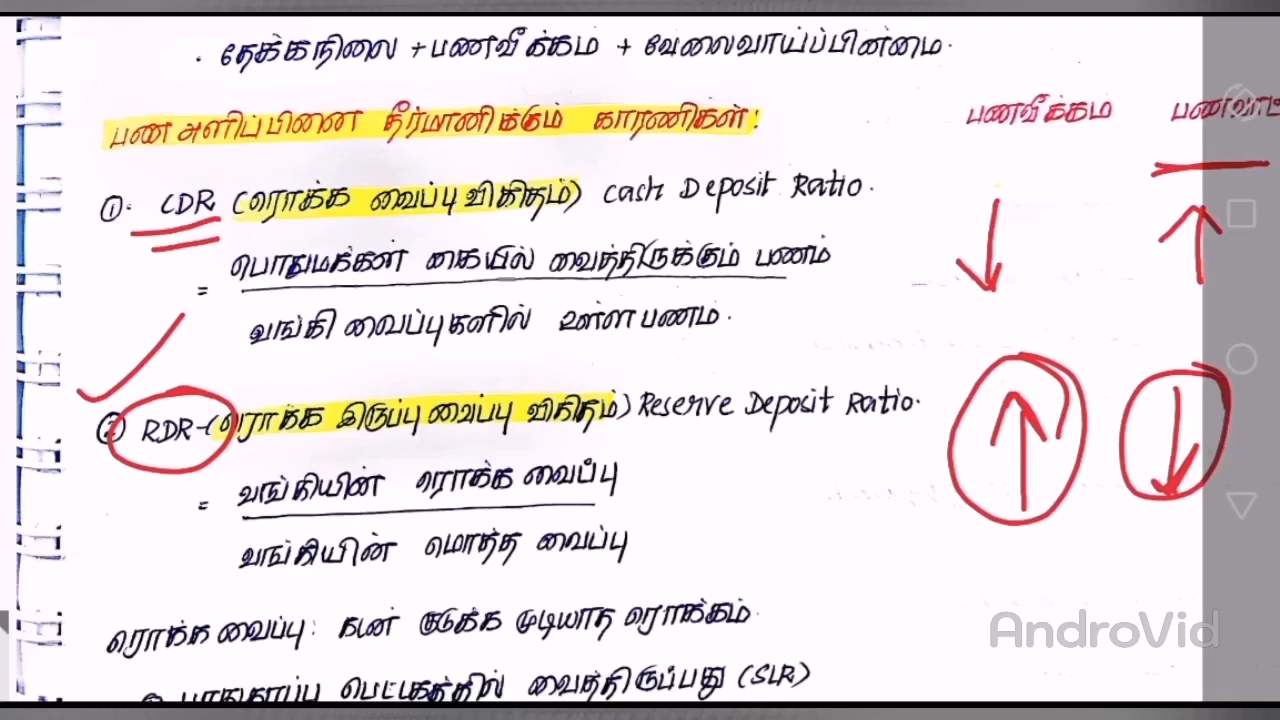 . தேக்கநிலை + பணவீக்கம் + வேலைவாய்ப்பின்மை.
பண அளிப்பினை தீர்மானிக்கும் காரணிகள்:
பணவீக்கம்
①. CDR (ரொக்க வைப்பு விகிதம்) Cash Deposit Ratio.
= பொதுமக்கள் கையில் வைத்திருக்கும் பணம்
வங்கி வைப்புகளில் உள்ள பணம்.
② RDR-(ரொக்க இருப்பு வைப்பு விகிதம்) Reserve Deposit Ratio.
= வங்கியின் ரொக்க வைப்பு
வங்கியின் மொத்த வைப்பு
ரொக்க வைப்பு : கடன் கொடுக்க முடியாத ரொக்கம்.
பெட்டகத்தில் வைத்திருப்பது (SLR)
AndroVid